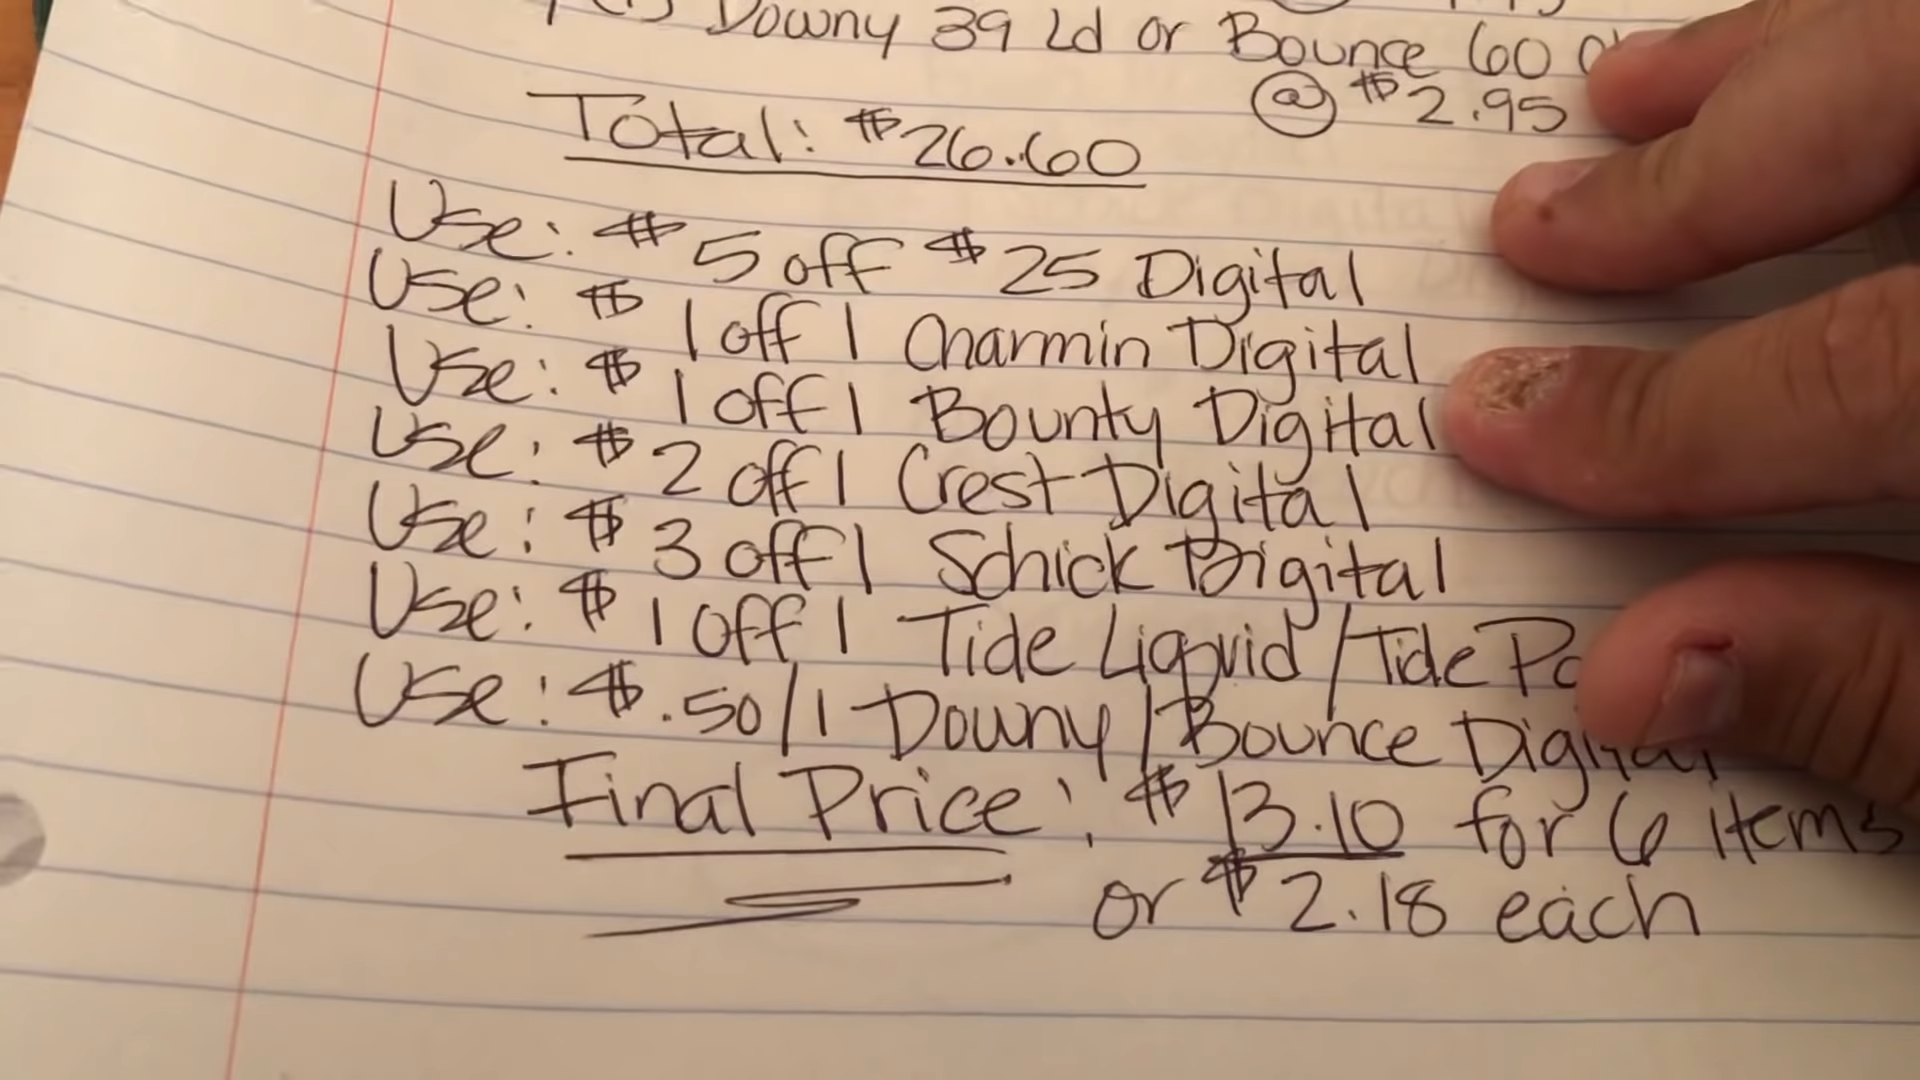 Downy 39 Ld or Bounce 60
@ $2.95
Total: $26.60
Use: $5 off $25 Digital
Use: $1 off 1 Charmin Digital
Use: $1 off 1 Bounty Digital
Use: $2 off 1 Crest Digital
Use: $3 off 1 Schick Digital
Use: $1 off 1 Tide Liquid/Tide
Use: $.50/1 Downy/Bounce Digital
Final Price: $13.10 for 6 items
or $2.18 each